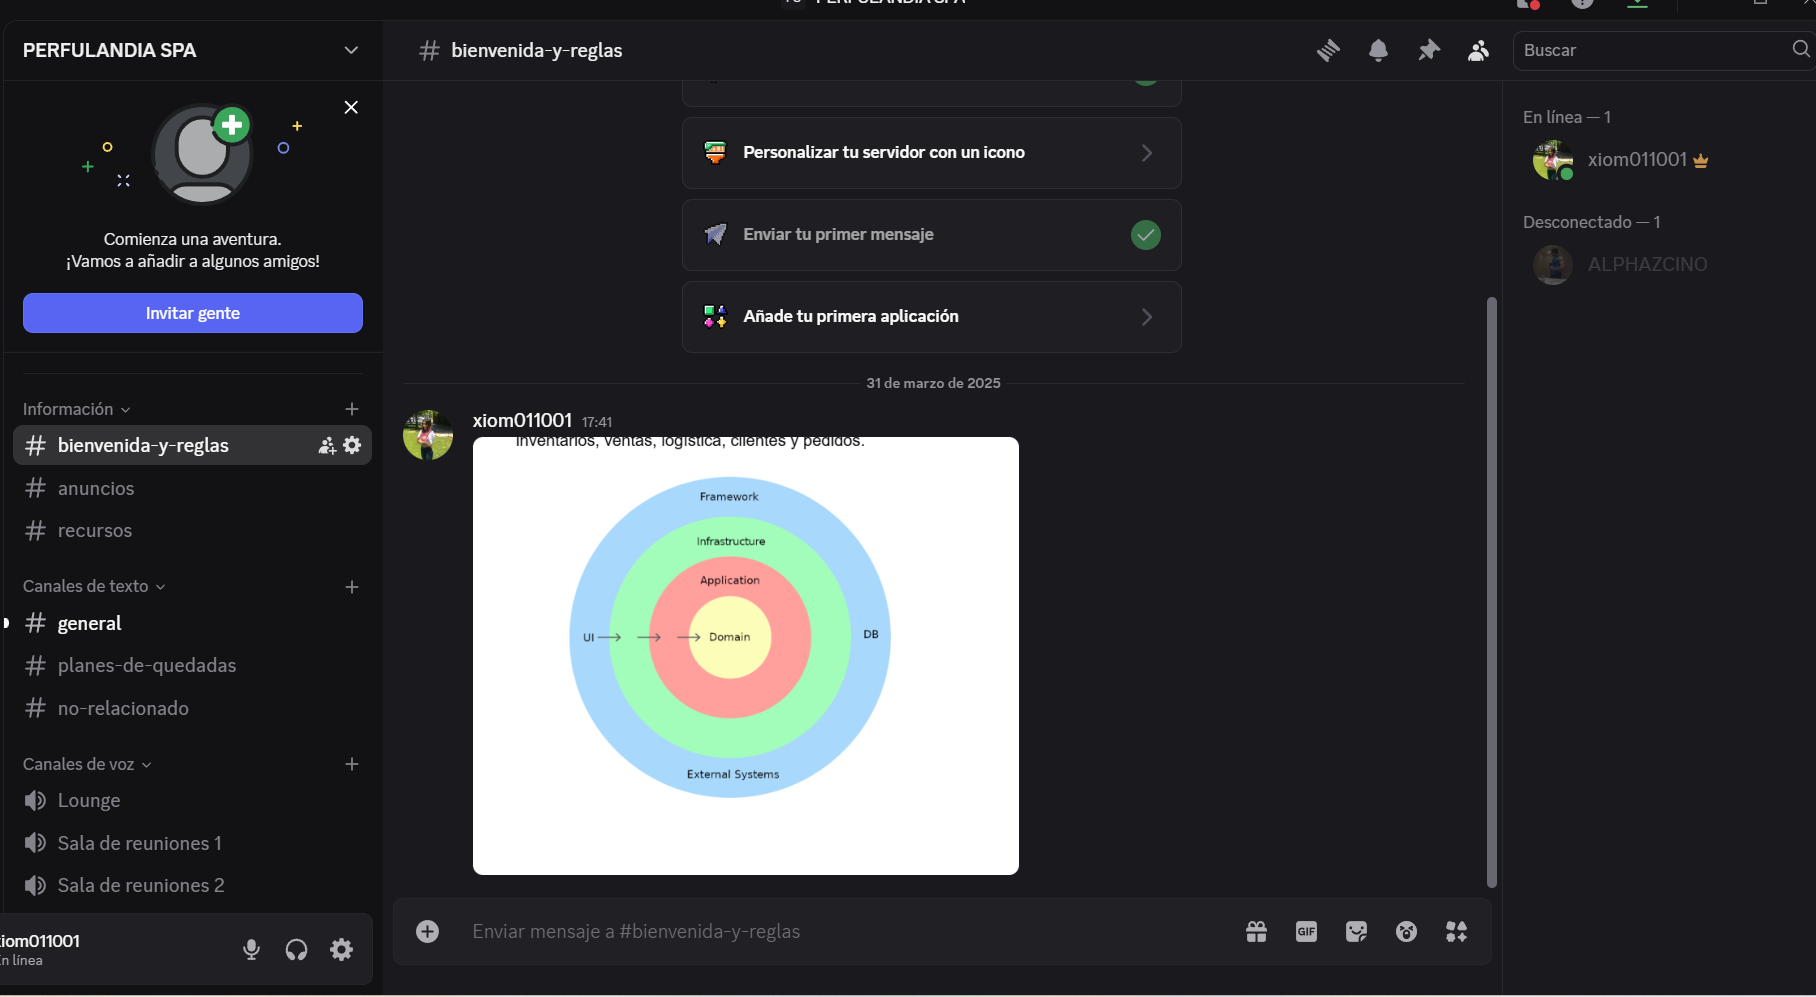 PERFULANDIA SPA
PERFULANDIA SPA
Comienza una aventura.
¡Vamos a añadir a algunos amigos!
Invitar gente
Información
bienvenida-y-reglas
anuncios
recursos
Canales de texto
general
planes-de-quedadas
no-relacionado
Canales de voz
Lounge
Sala de reuniones 1
Sala de reuniones 2
xiom011001
En línea
# bienvenida-y-reglas
Buscar
Personalizar tu servidor con un icono
Enviar tu primer mensaje
Añade tu primera aplicación
31 de marzo de 2025
xiom011001 17:41
Inventarios, ventas, logística, clientes y pedidos.
Framework
Infrastructure
Application
UI Domain DB
External Systems
Enviar mensaje a #bienvenida-y-reglas
GIF
En línea — 1
xiom011001
Desconectado — 1
ALPHAZCINO